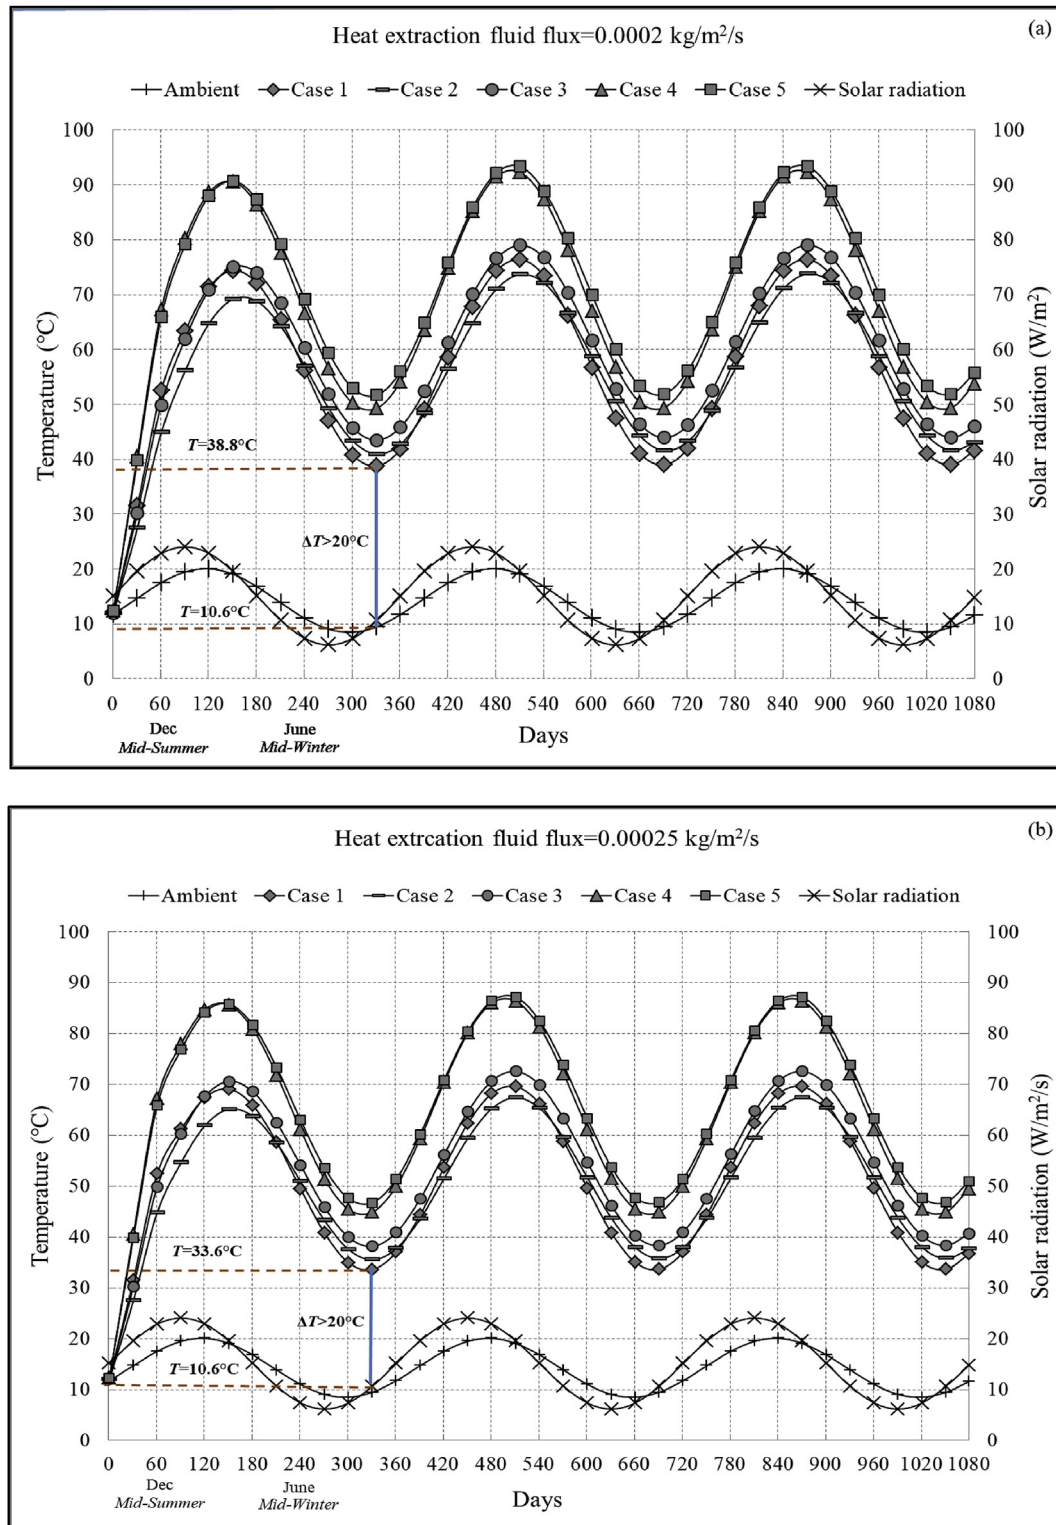 (a)
Heat extraction fluid flux=0.0002 kg/m²/s
Ambient Case 1 Case 2 Case 3 Case 4 Case 5 Solar radiation
100 100
90 90
80 80
70 70
60 60
50 50
40 40
30 30
20 20
10 10
0 0
Temperature (°C)
Solar radiation (W/m²)
T=38.8°C
ΔT>20°C
T=10.6°C
0 60 120 180 240 300 360 420 480 540 600 660 720 780 840 900 960 1020 1080
Dec June
Mid-Summer Mid-Winter
Days
(b)
Heat extrcation fluid flux=0.00025 kg/m²/s
Ambient Case 1 Case 2 Case 3 Case 4 Case 5 Solar radiation
100 100
90 90
80 80
70 70
60 60
50 50
40 40
30 30
20 20
10 10
0 0
Temperature (°C)
Solar radiation (W/m²/s)
T=33.6°C
ΔT>20°C
T=10.6°C
0 60 120 180 240 300 360 420 480 540 600 660 720 780 840 900 960 1020 1080
Dec June
Mid-Summer Mid-Winter
Days